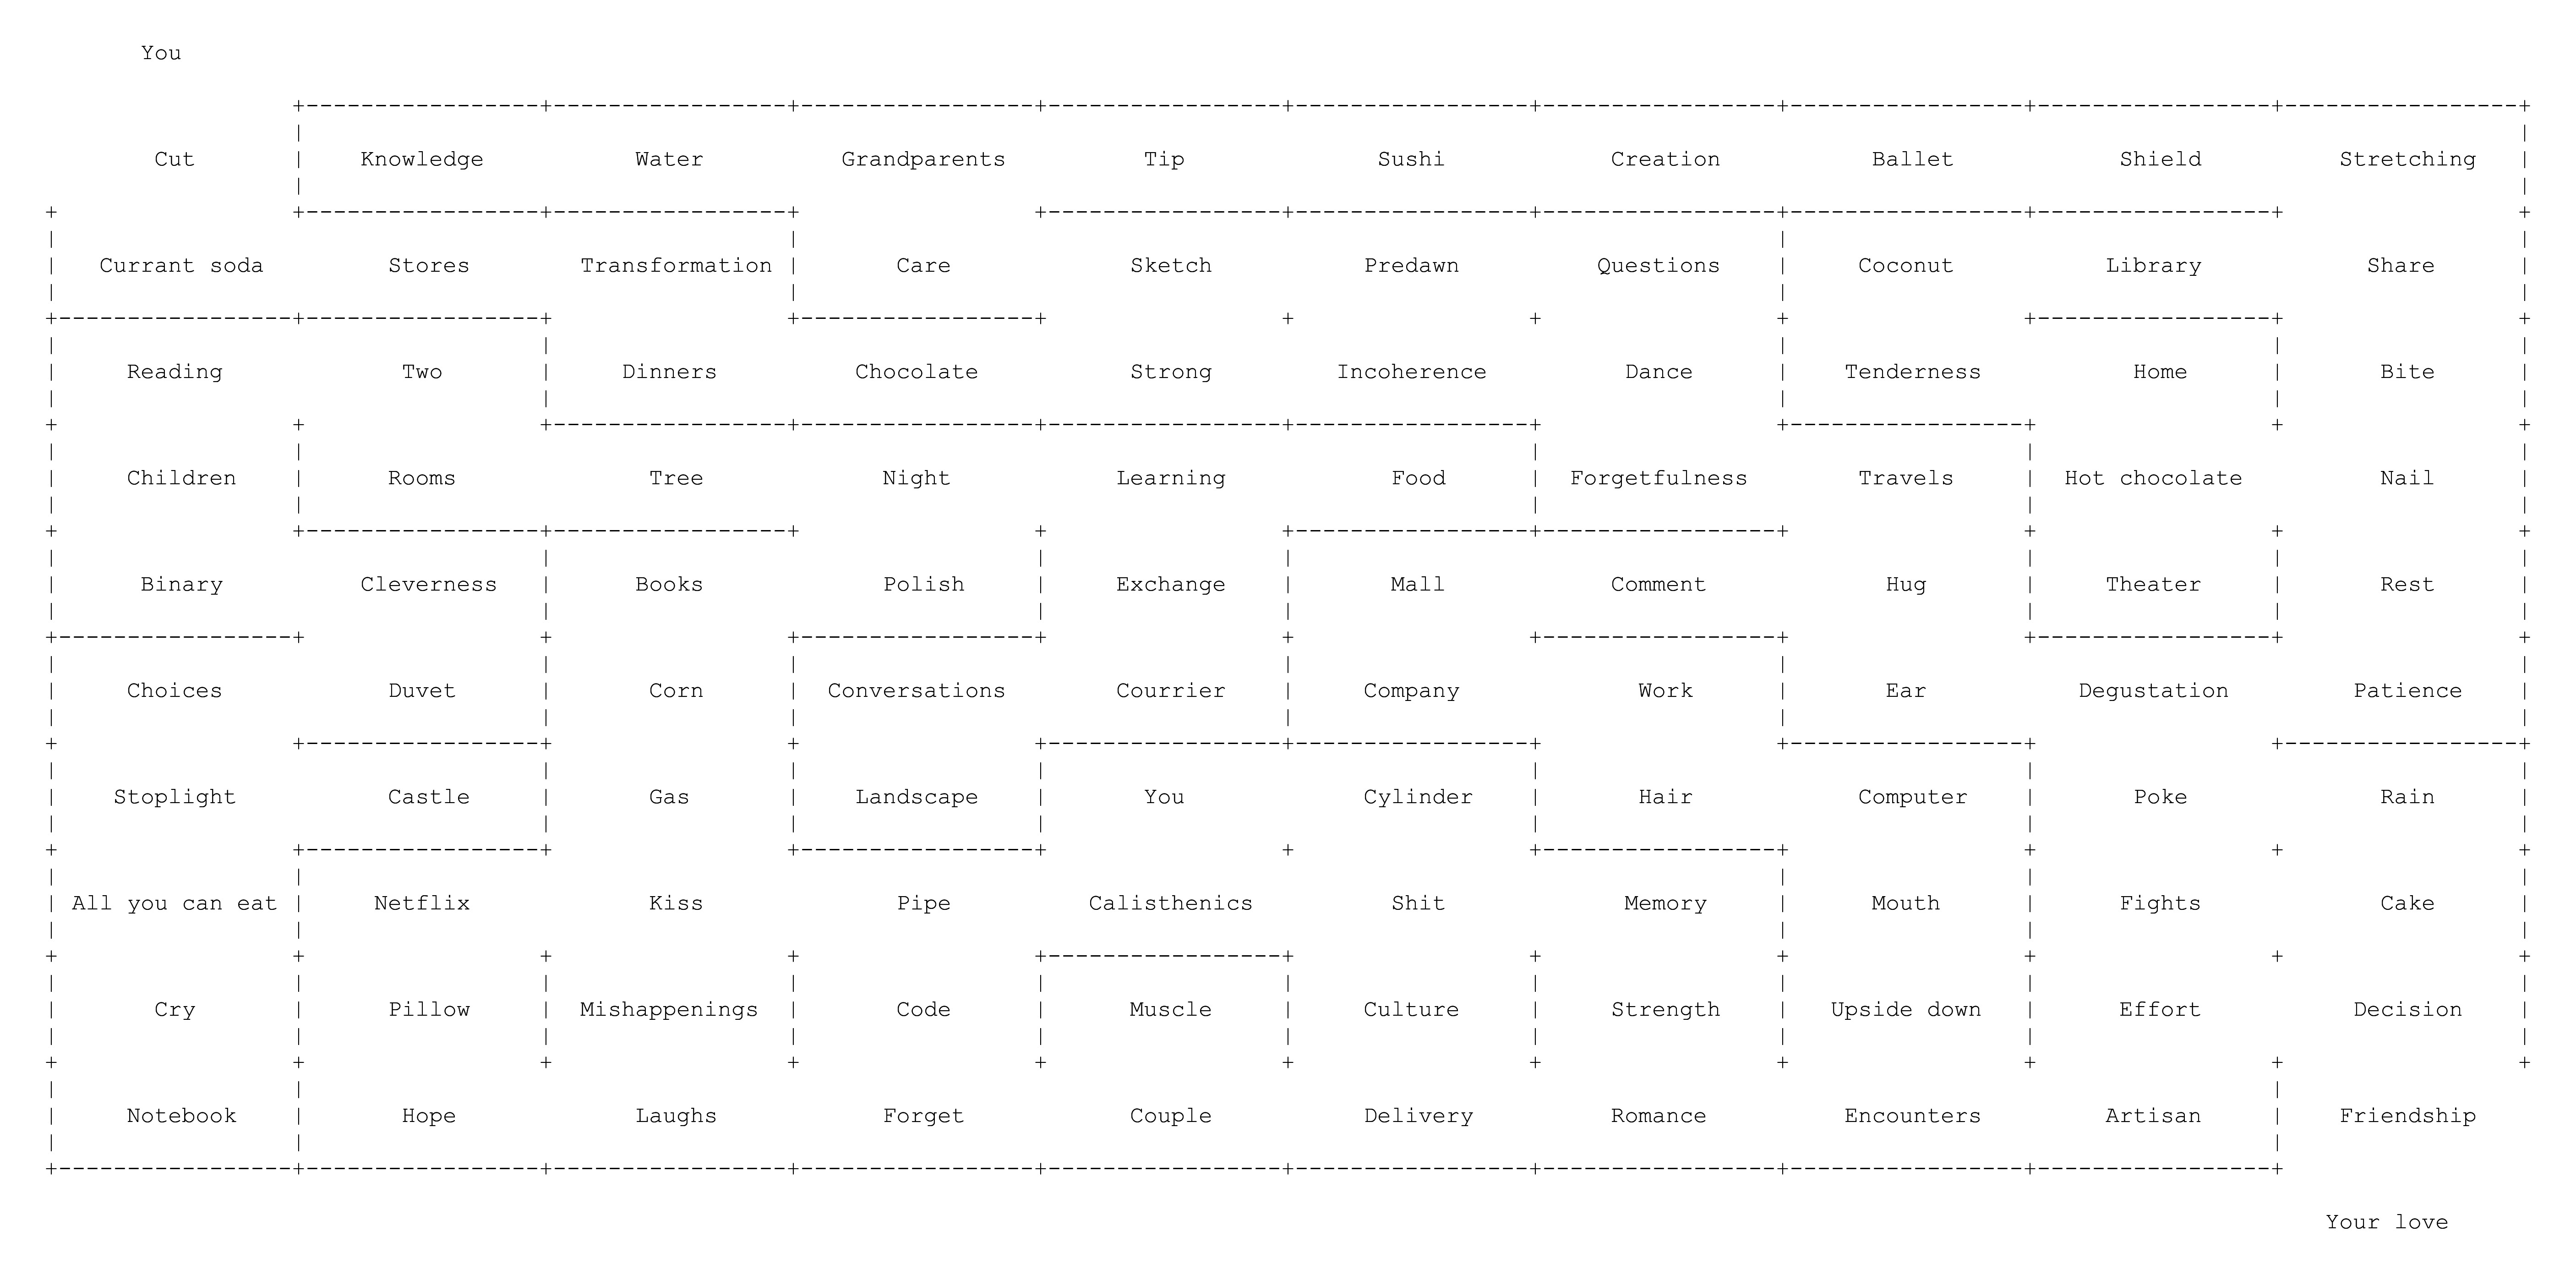 You
Cut Knowledge Water Grandparents Tip Sushi Creation Ballet Shield Stretching
Currant soda Stores Transformation Care Sketch Predawn Questions Coconut Library Share
Reading Two Dinners Chocolate Strong Incoherence Dance Tenderness Home Bite
Children Rooms Tree Night Learning Food Forgetfulness Travels Hot chocolate Nail
Binary Cleverness Books Polish Exchange Mall Comment Hug Theater Rest
Choices Duvet Corn Conversations Courrier Company Work Ear Degustation Patience
Stoplight Castle Gas Landscape You Cylinder Hair Computer Poke Rain
All you can eat Netflix Kiss Pipe Calisthenics Shit Memory Mouth Fights Cake
Cry Pillow Mishappenings Code Muscle Culture Strength Upside down Effort Decision
Notebook Hope Laughs Forget Couple Delivery Romance Encounters Artisan Friendship
Your love